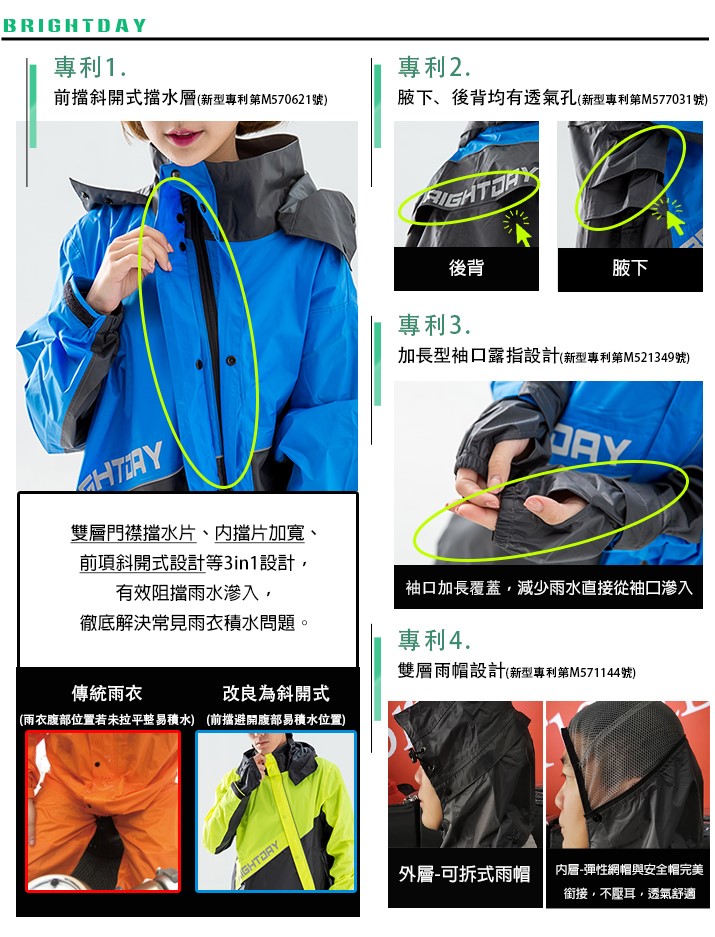 BRIGHTDAY
專利1.
前擋斜開式擋水層(新型專利第M570621號)
HTDAY
雙層門襟擋水片、內擋片加寬、
前項斜開式設計等3in1設計，
有效阻擋雨水滲入，
徹底解決常見雨衣積水問題。
傳統雨衣
(雨衣腹部位置若未拉平整易積水)
改良為斜開式
(前擋避開腹部易積水位置)
IGHTDAY
專利2.
腋下、後背均有透氣孔(新型專利第M577031號)
RIGHTDAY
後背
腋下
專利3.
加長型袖口露指設計(新型專利第M521349號)
DAY
袖口加長覆蓋，減少雨水直接從袖口滲入
專利4.
雙層雨帽設計(新型專利第M571144號)
外層-可拆式雨帽
內層-彈性網帽與安全帽完美
銜接，不壓耳，透氣舒適